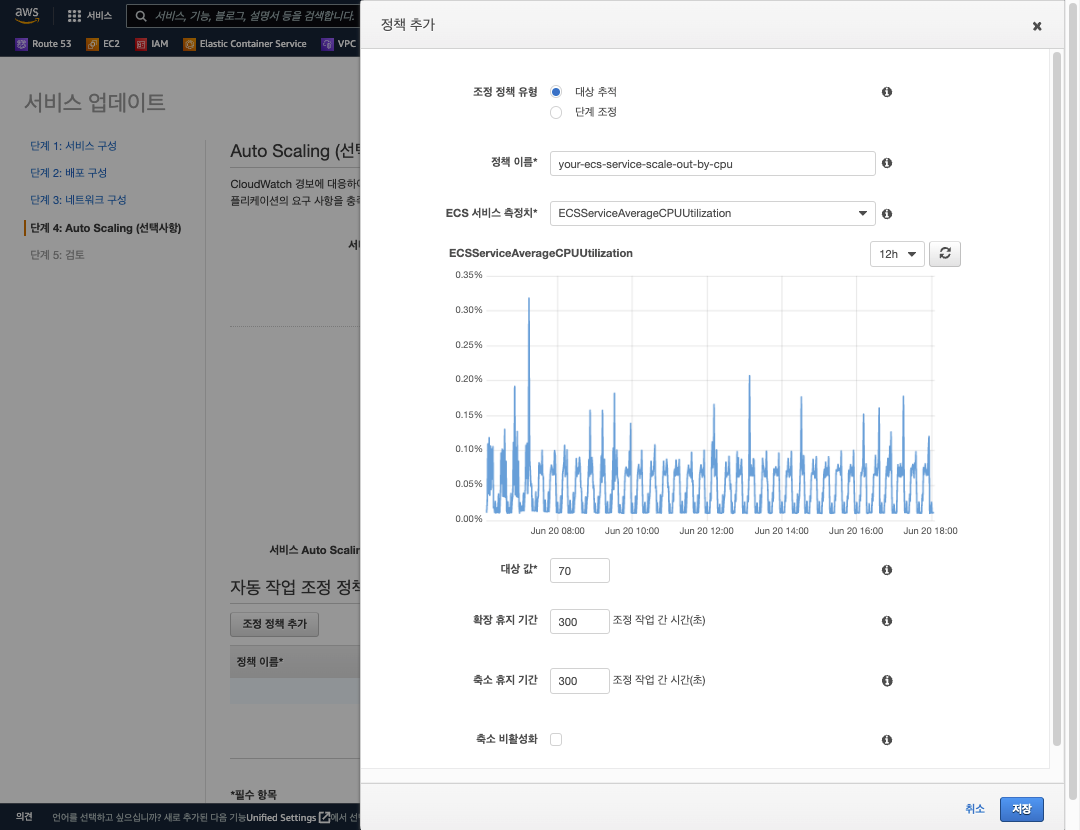 aws
서비스
서비스, 기능, 블로그, 설명서 등을 검색합니다.
Route 53
EC2
IAM
Elastic Container Service
VPC
서비스 업데이트
단계 1: 서비스 구성
단계 2: 배포 구성
단계 3: 네트워크 구성
단계 4: Auto Scaling (선택사항)
단계 5: 검토
Auto Scaling (선택
CloudWatch 경보에 대응하여
플리케이션의 요구 사항을 충족
서비
서비스 Auto Scalin
자동 작업 조정 정책
조정 정책 추가
정책 이름*
*필수 항목
의견
언어를 선택하고 싶으십니까? 새로 추가된 다음 기능Unified Settings에서 선택
정책 추가
조정 정책 유형
대상 추적
단계 조정
정책 이름*
your-ecs-service-scale-out-by-cpu
ECS 서비스 측정치*
ECSServiceAverageCPUUtilization
ECSServiceAverageCPUUtilization
12h
0.35%
0.30%
0.25%
0.20%
0.15%
0.10%
0.05%
0.00%
Jun 20 08:00
Jun 20 10:00
Jun 20 12:00
Jun 20 14:00
Jun 20 16:00
Jun 20 18:00
대상 값*
70
확장 휴지 기간
300
조정 작업 간 시간(초)
축소 휴지 기간
300
조정 작업 간 시간(초)
축소 비활성화
취소
저장